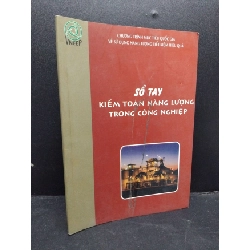 VNEEP
CHƯƠNG TRÌNH MỤC TIÊU QUỐC GIA
VỀ SỬ DỤNG NĂNG LƯỢNG TIẾT KIỆM HIỆU QUẢ
SỔ TAY
KIỂM TOÁN NĂNG LƯỢNG
TRONG CÔNG NGHIỆP